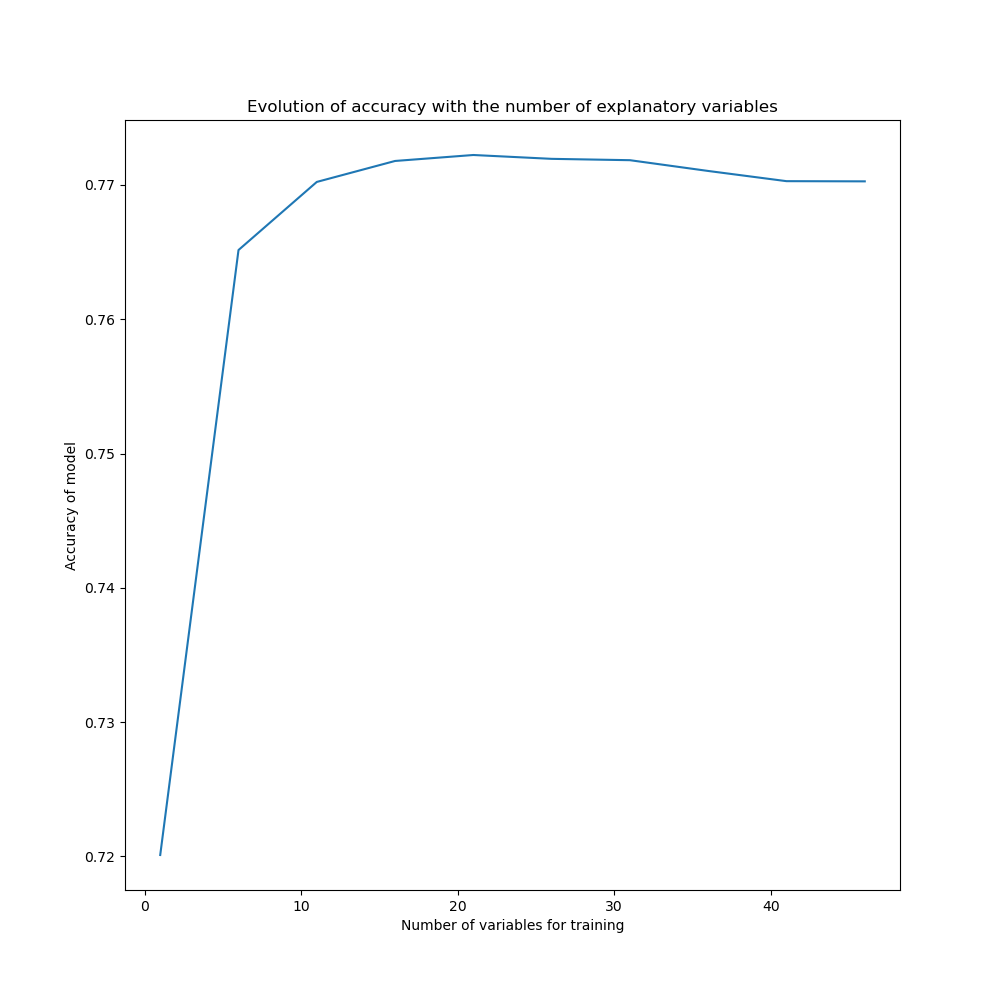 Evolution of accuracy with the number of explanatory variables
0.77
0.76
0.75
0.74
0.73
0.72
Accuracy of model
0 10 20 30 40
Number of variables for training